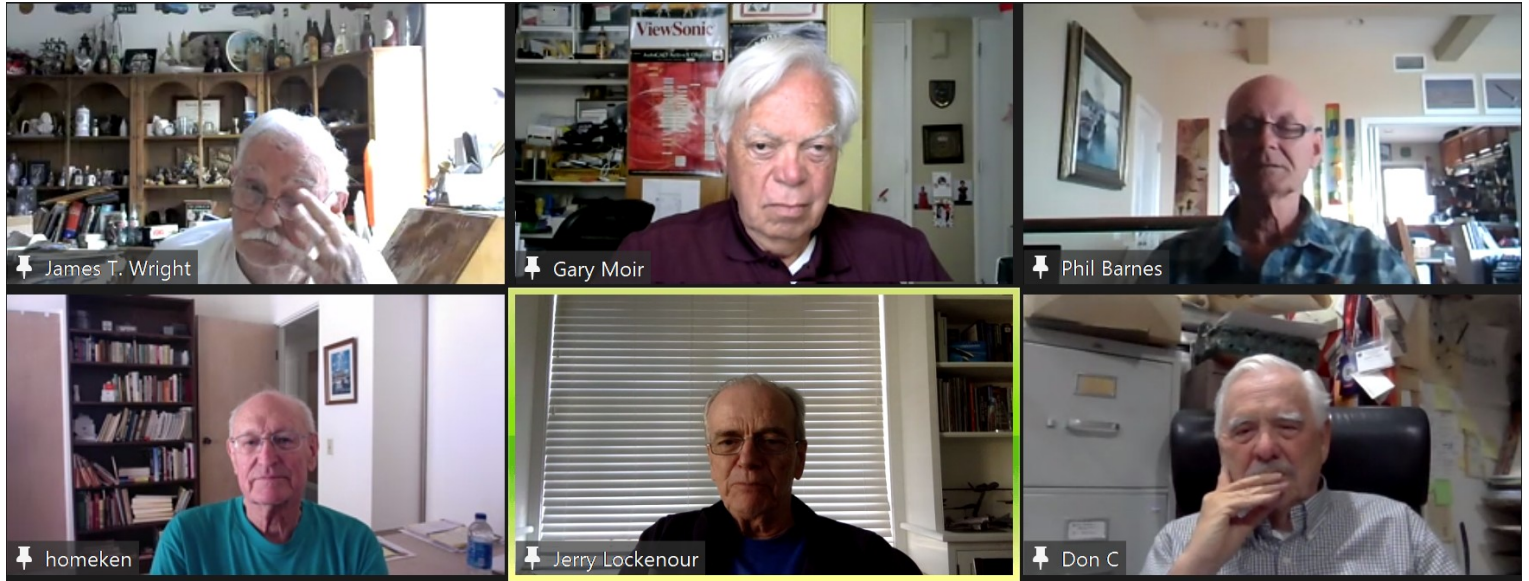 ViewSonic
James T. Wright
Gary Moir
Phil Barnes
homeken
Jerry Lockenour
Don C